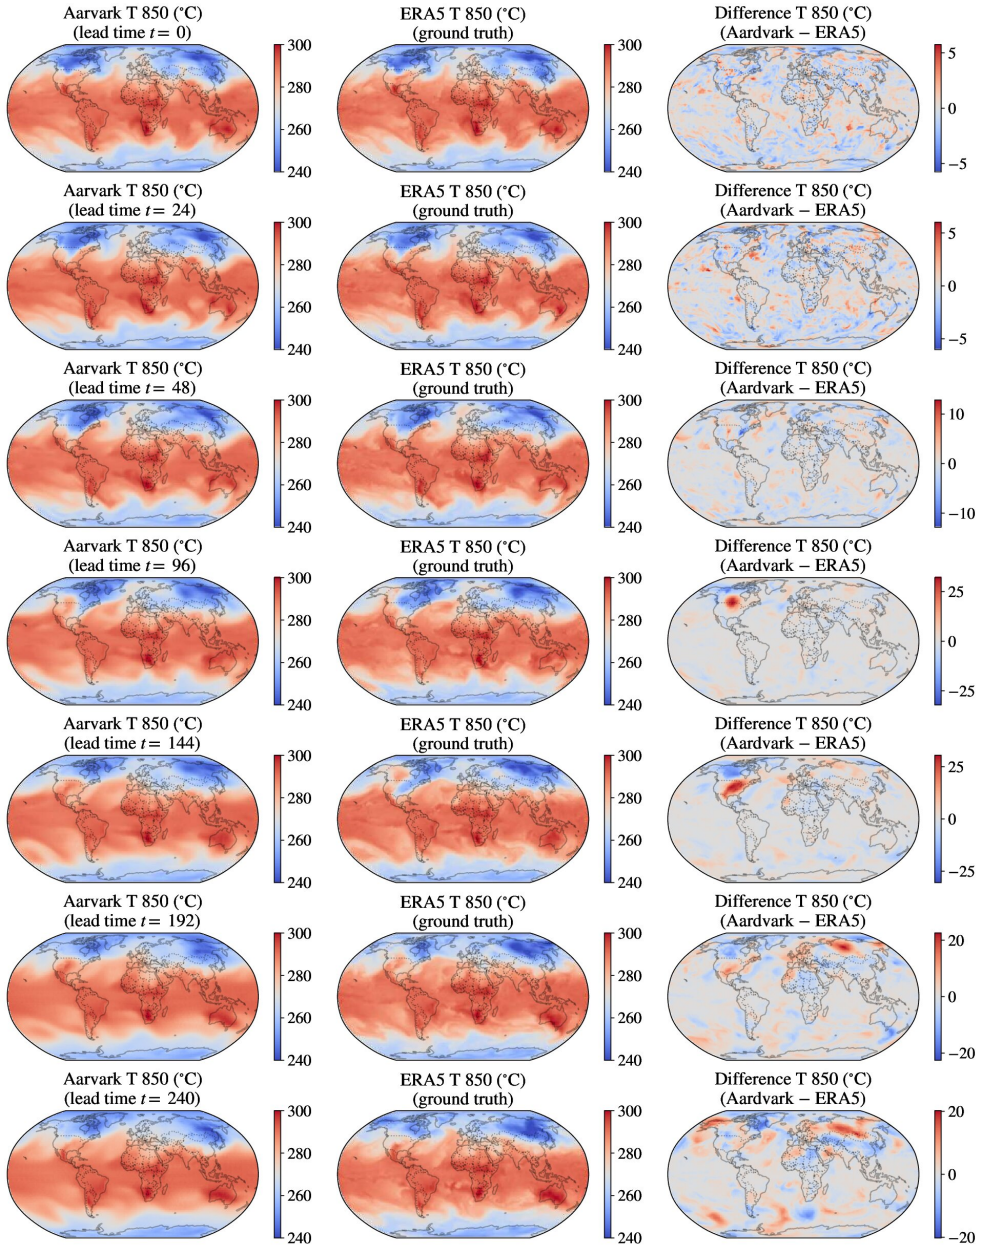 Aarvark T 850 (°C)
(lead time t = 0)
ERA5 T 850 (°C)
(ground truth)
Difference T 850 (°C)
(Aardvark − ERA5)
300
280
260
240
300
280
260
240
5
0
−5
Aarvark T 850 (°C)
(lead time t = 24)
ERA5 T 850 (°C)
(ground truth)
Difference T 850 (°C)
(Aardvark − ERA5)
300
280
260
240
300
280
260
240
5
0
−5
Aarvark T 850 (°C)
(lead time t = 48)
ERA5 T 850 (°C)
(ground truth)
Difference T 850 (°C)
(Aardvark − ERA5)
300
280
260
240
300
280
260
240
10
0
−10
Aarvark T 850 (°C)
(lead time t = 96)
ERA5 T 850 (°C)
(ground truth)
Difference T 850 (°C)
(Aardvark − ERA5)
300
280
260
240
300
280
260
240
25
0
−25
Aarvark T 850 (°C)
(lead time t = 144)
ERA5 T 850 (°C)
(ground truth)
Difference T 850 (°C)
(Aardvark − ERA5)
300
280
260
240
300
280
260
240
25
0
−25
Aarvark T 850 (°C)
(lead time t = 192)
ERA5 T 850 (°C)
(ground truth)
Difference T 850 (°C)
(Aardvark − ERA5)
300
280
260
240
300
280
260
240
20
0
−20
Aarvark T 850 (°C)
(lead time t = 240)
ERA5 T 850 (°C)
(ground truth)
Difference T 850 (°C)
(Aardvark − ERA5)
300
280
260
240
300
280
260
240
20
0
−20